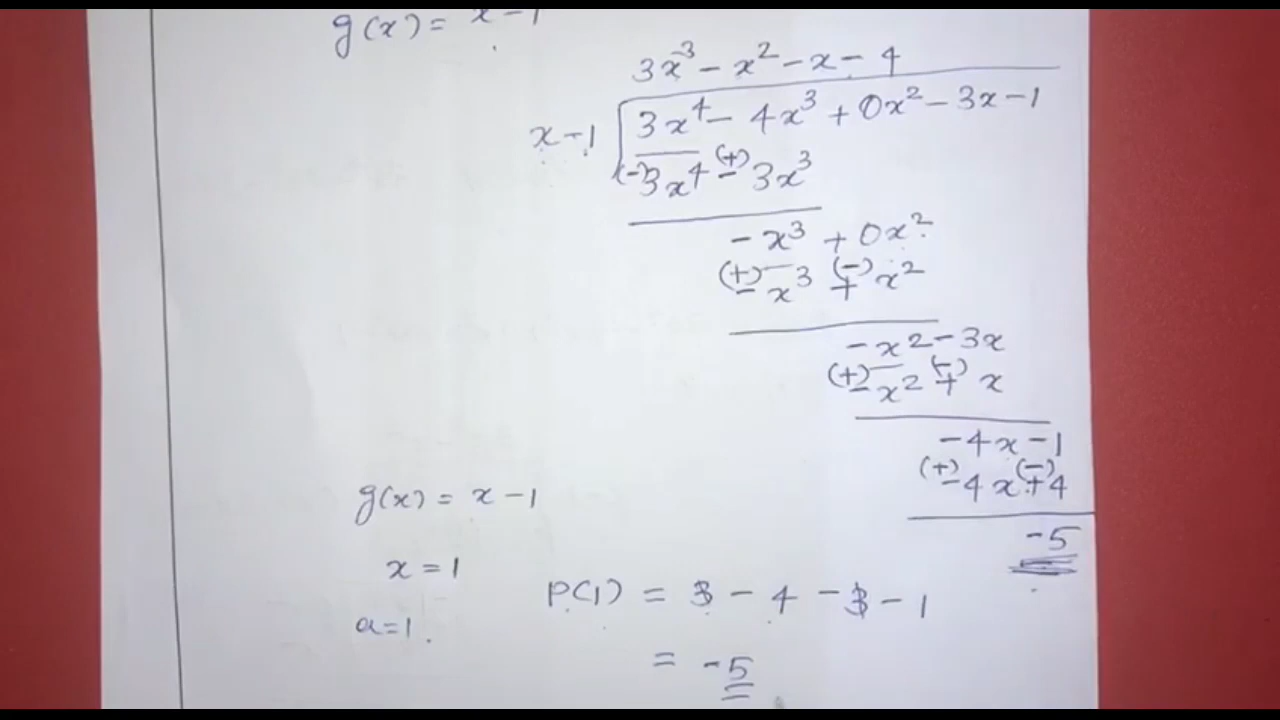 g(x) = x - 1
3x³ - x² - x - 4
x - 1 | 3x⁴ - 4x³ + 0x² - 3x - 1
(-) 3x⁴ (+) - 3x³
- x³ + 0x²
(+) - x³ (-) + x²
- x² - 3x
(+) - x² (-) + x
- 4x - 1
(+) - 4x (-) + 4
- 5
g(x) = x - 1
x = 1
a = 1.
P(1) = 3 - 4 - 3 - 1
= - 5